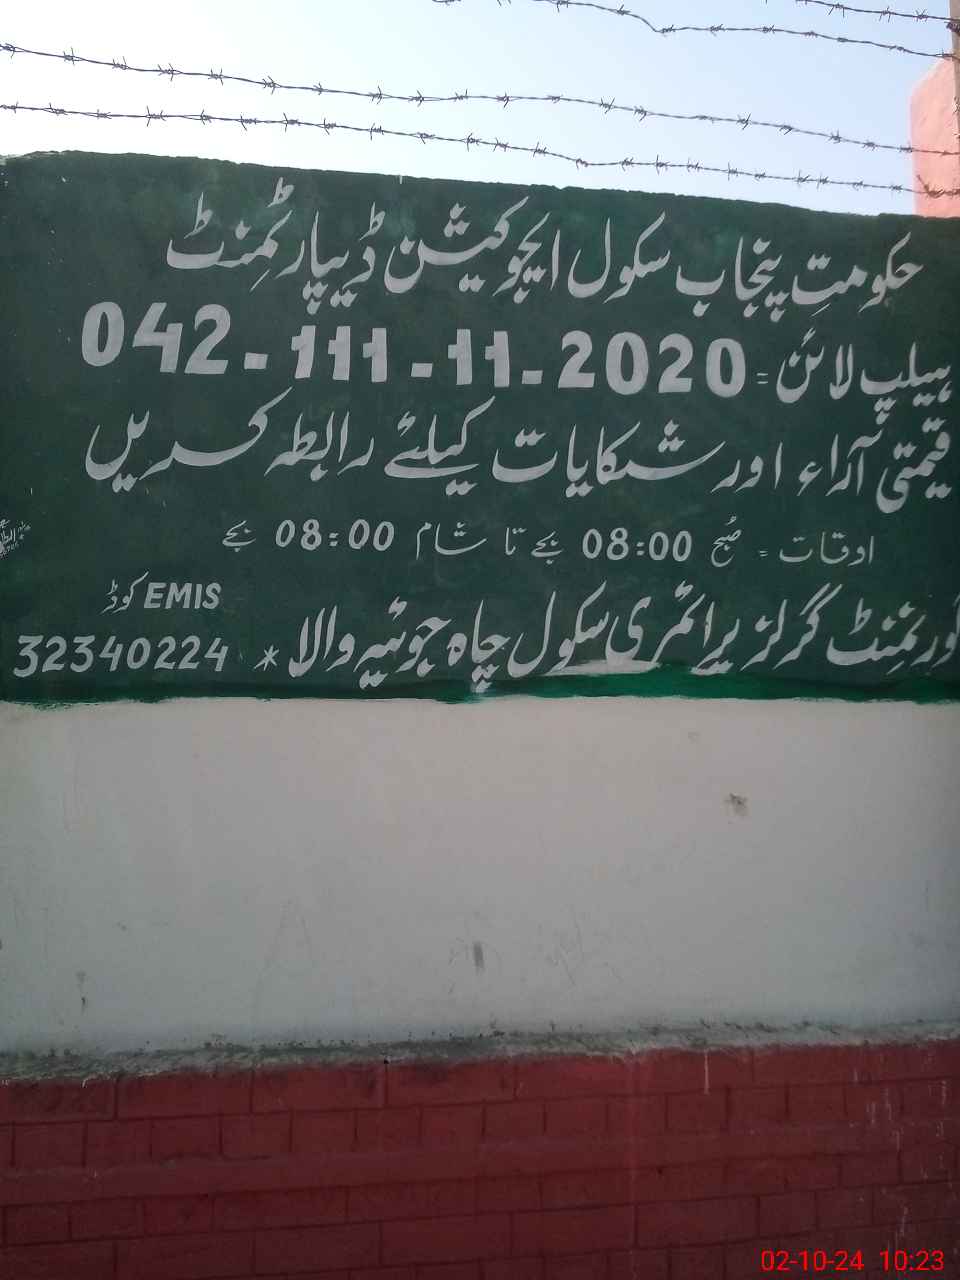 حکومتِ پنجاب سکول ایجوکیشن ڈیپارٹمنٹ
ہیلپ لائن = 042-111-11-2020
قیمتی آراء اور شکایات کیلئے رابطہ کریں
اوقات = صُبح 08:00 بجے تا شام 08:00 بجے
EMIS کوڈ
گورنمنٹ گرلز پرائمری سکول چاہ جوئیہ والا * 32340224
02-10-24 10:23